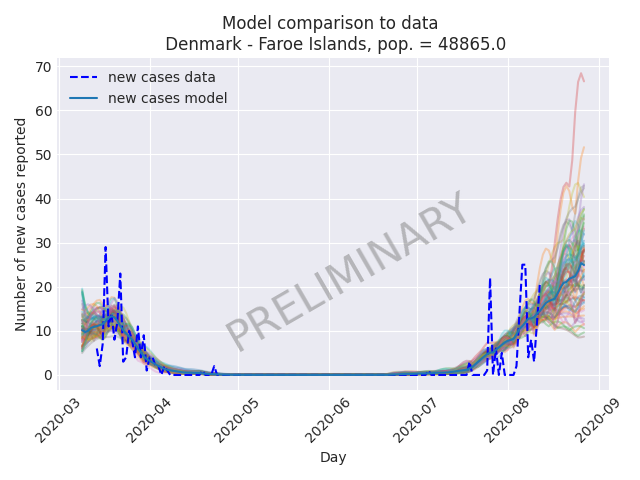 Model comparison to data
Denmark - Faroe Islands, pop. = 48865.0
new cases data
new cases model
Number of new cases reported
70
60
50
40
30
20
10
0
PRELIMINARY
2020-03
2020-04
2020-05
2020-06
2020-07
2020-08
2020-09
Day